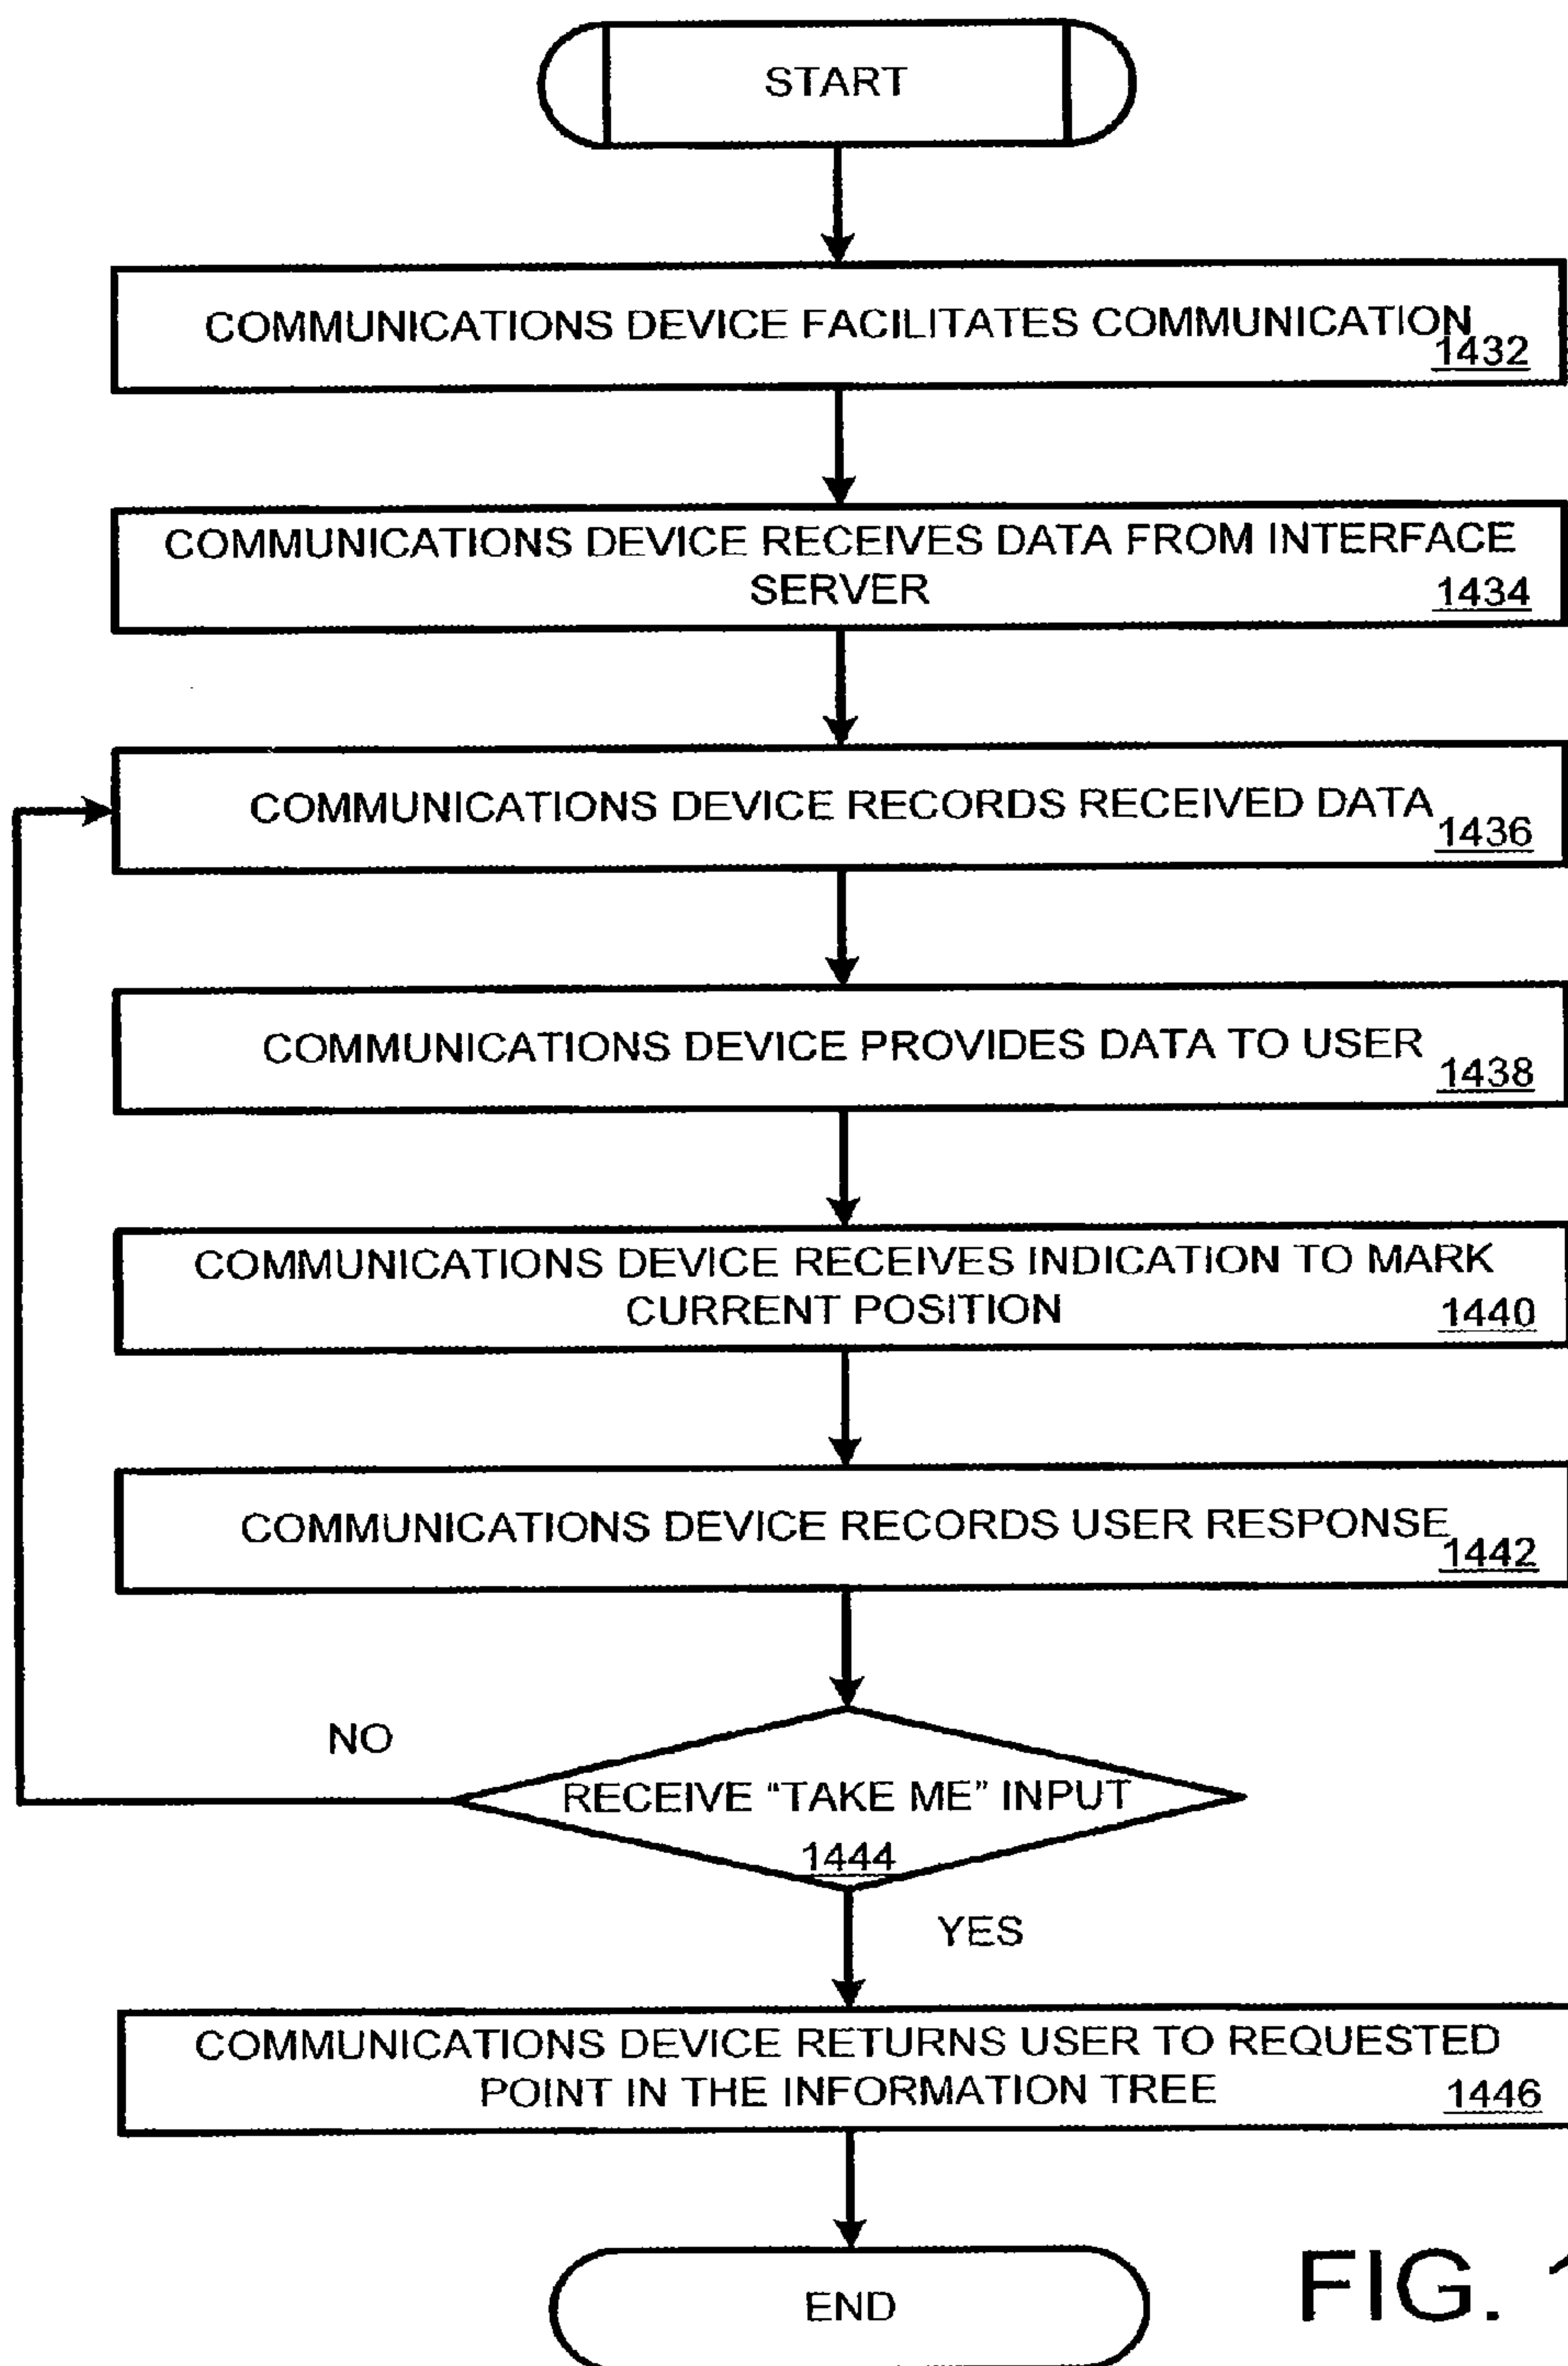 START
COMMUNICATIONS DEVICE FACILITATES COMMUNICATION
1432
COMMUNICATIONS DEVICE RECEIVES DATA FROM INTERFACE
SERVER 1434
COMMUNICATIONS DEVICE RECORDS RECEIVED DATA
1436
COMMUNICATIONS DEVICE PROVIDES DATA TO USER
1438
COMMUNICATIONS DEVICE RECEIVES INDICATION TO MARK
CURRENT POSITION 1440
COMMUNICATIONS DEVICE RECORDS USER RESPONSE
1442
NO
RECEIVE “TAKE ME” INPUT
1444
YES
COMMUNICATIONS DEVICE RETURNS USER TO REQUESTED
POINT IN THE INFORMATION TREE 1446
END
FIG.